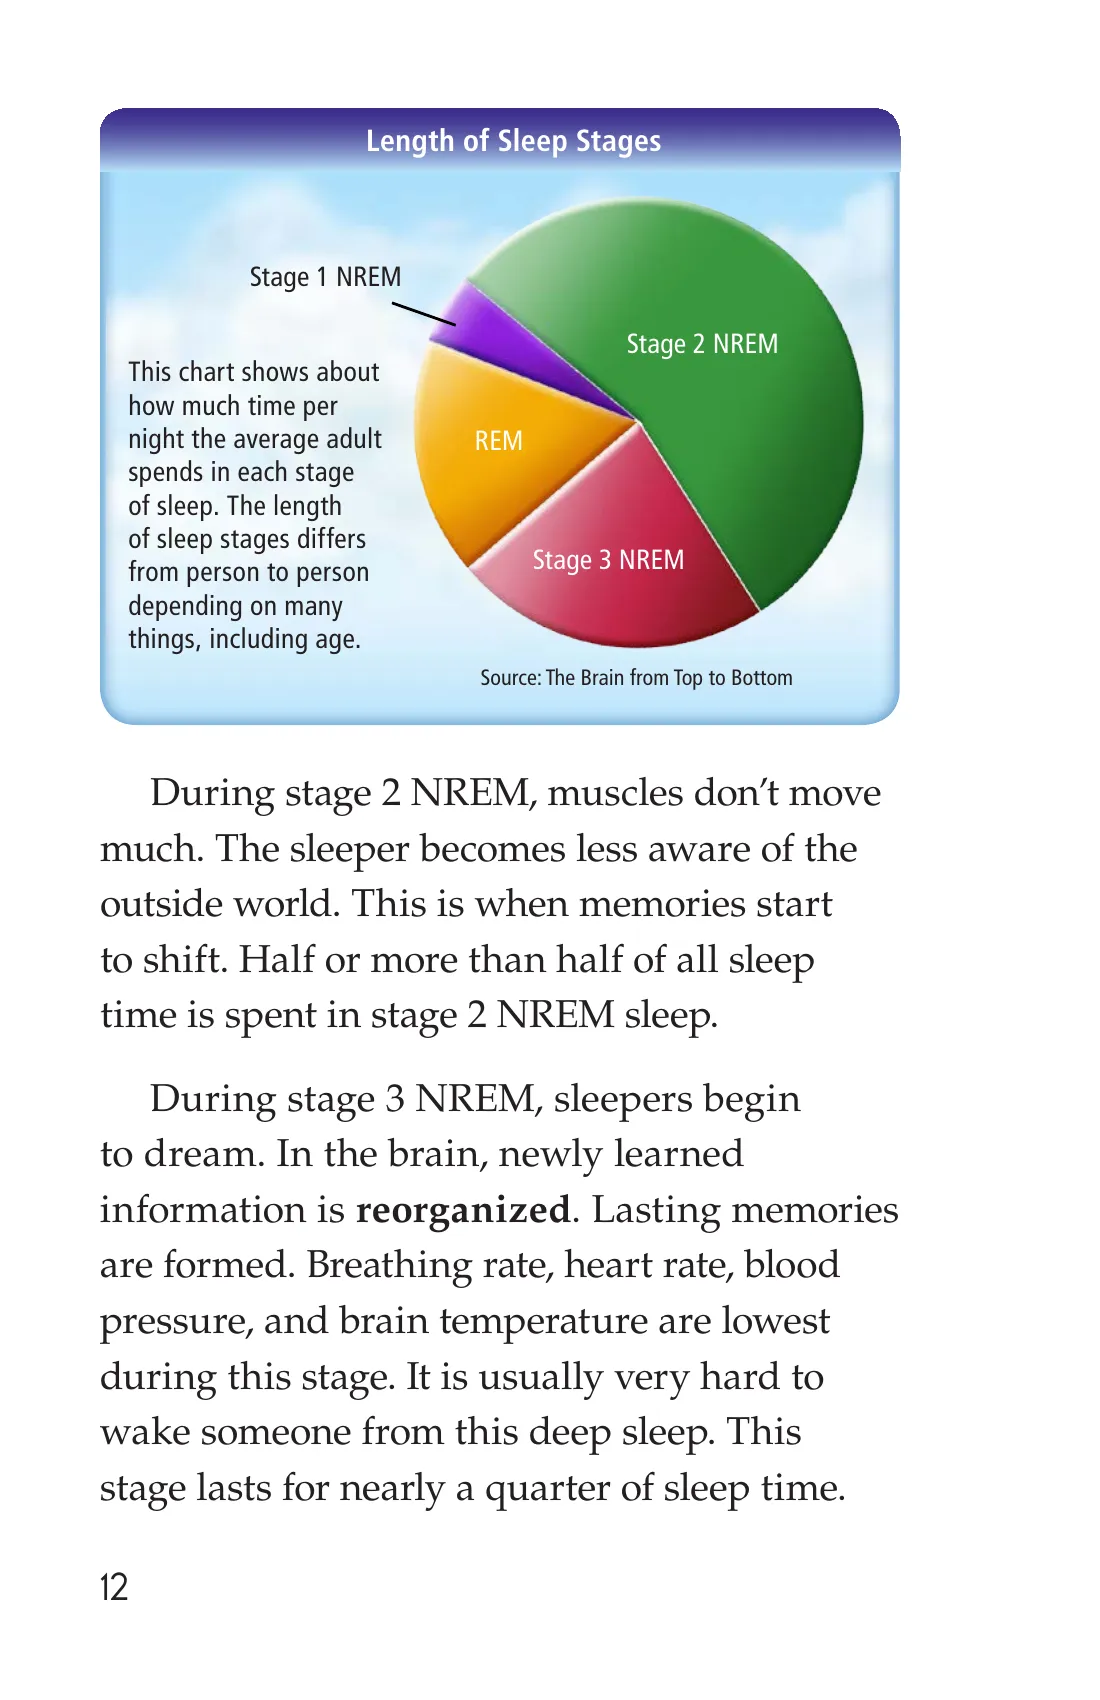 Length of Sleep Stages
Stage 1 NREM
Stage 2 NREM
This chart shows about
how much time per
night the average adult
spends in each stage
of sleep. The length
of sleep stages differs
from person to person
depending on many
things, including age.
REM
Stage 3 NREM
Source: The Brain from Top to Bottom
During stage 2 NREM, muscles don’t move
much. The sleeper becomes less aware of the
outside world. This is when memories start
to shift. Half or more than half of all sleep
time is spent in stage 2 NREM sleep.
During stage 3 NREM, sleepers begin
to dream. In the brain, newly learned
information is reorganized. Lasting memories
are formed. Breathing rate, heart rate, blood
pressure, and brain temperature are lowest
during this stage. It is usually very hard to
wake someone from this deep sleep. This
stage lasts for nearly a quarter of sleep time.
12